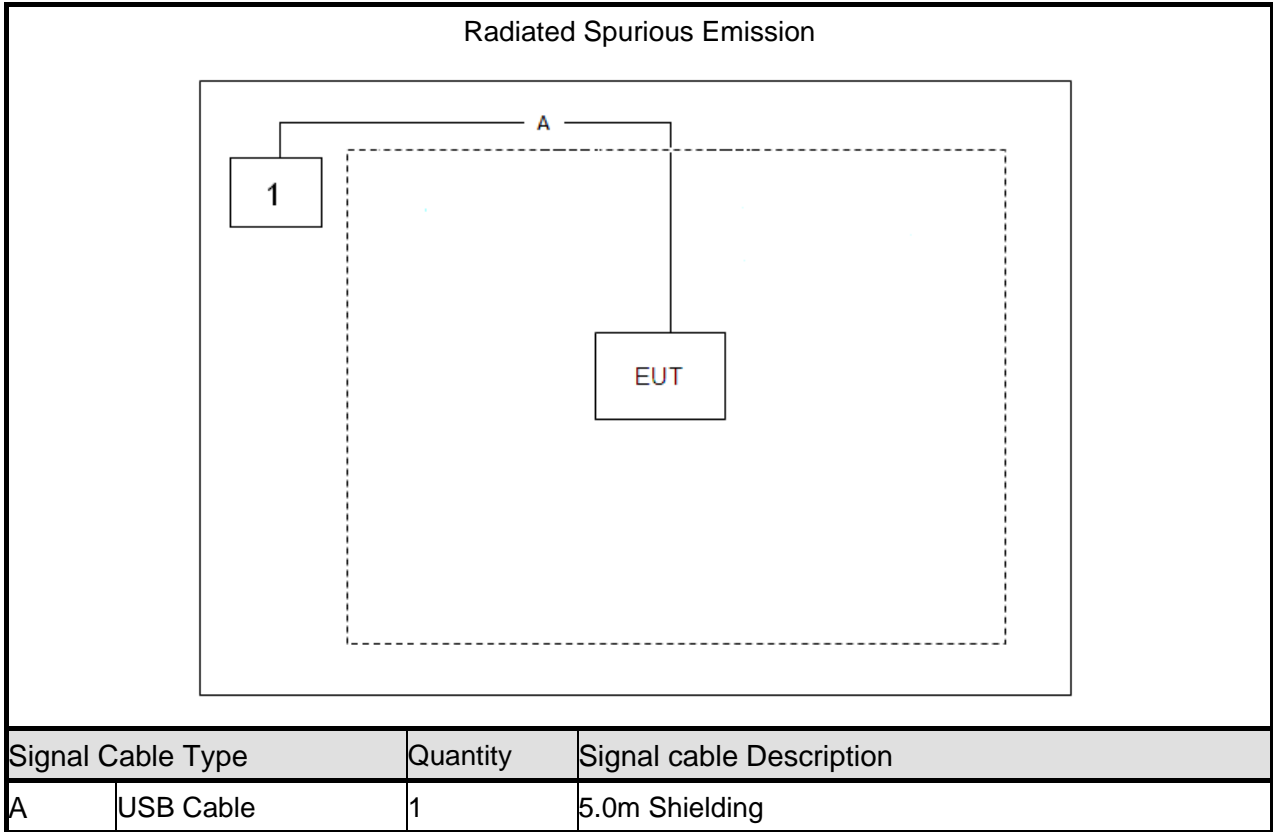 Radiated Spurious Emission
A
1
EUT
Signal Cable Type Quantity Signal cable Description
A USB Cable 1 5.0m Shielding